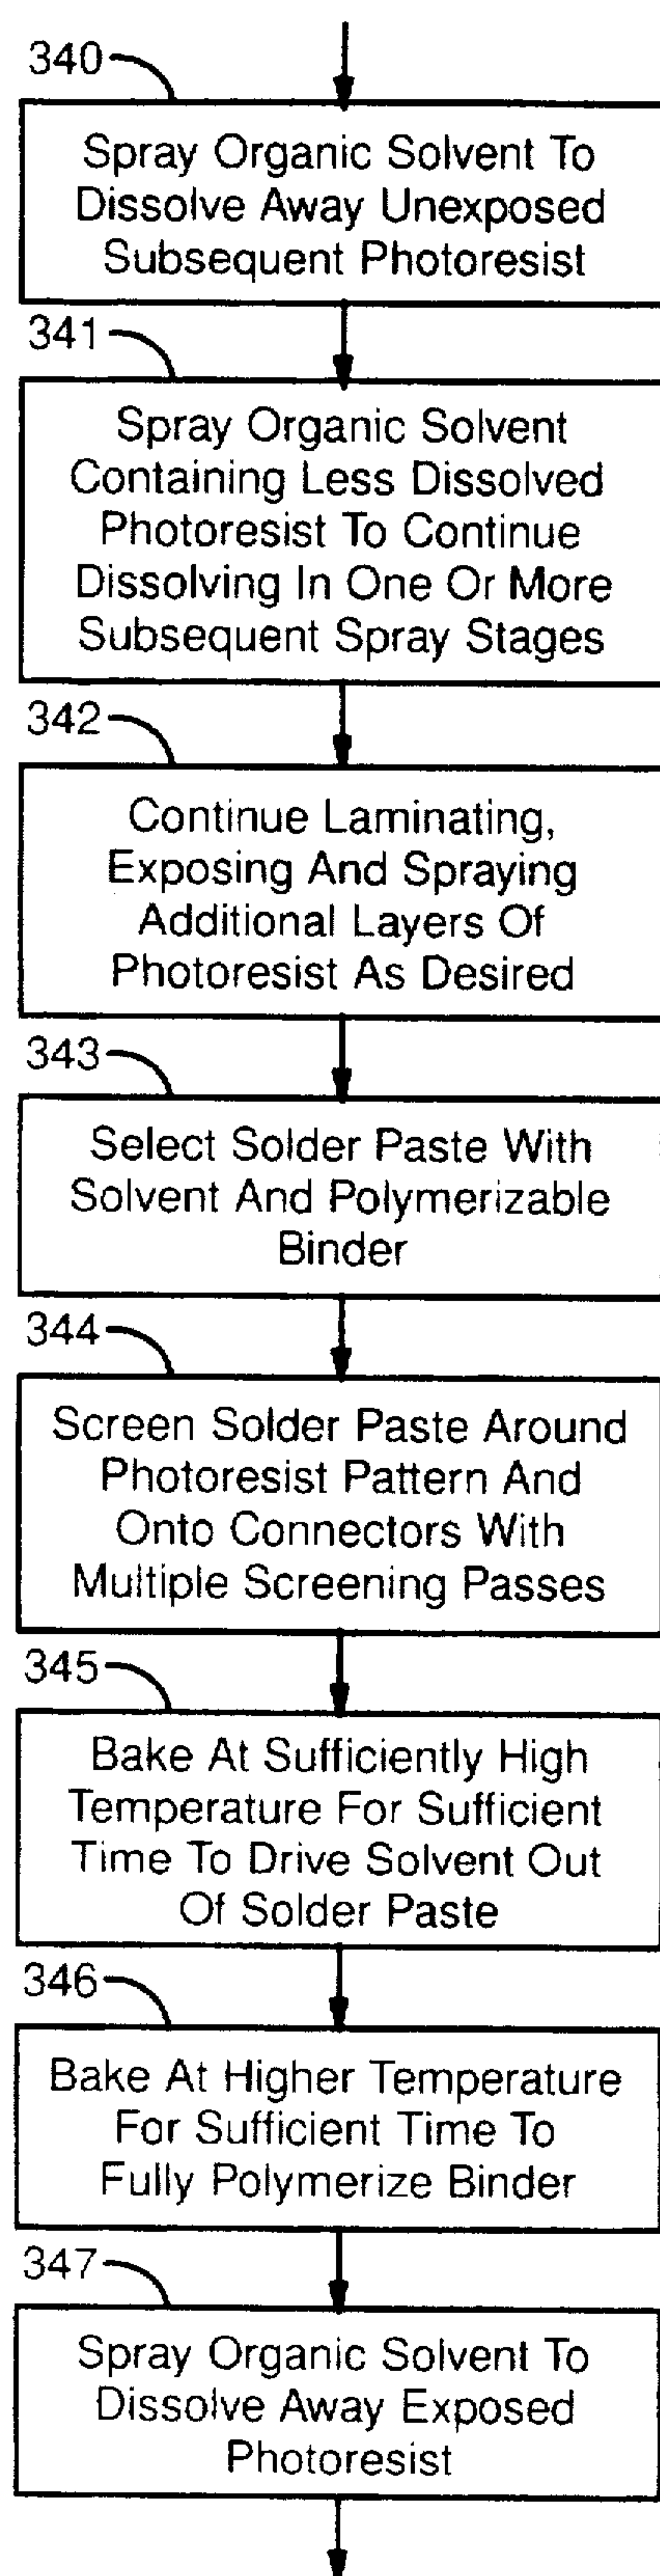 340
Spray Organic Solvent To
Dissolve Away Unexposed
Subsequent Photoresist
341
Spray Organic Solvent
Containing Less Dissolved
Photoresist To Continue
Dissolving In One Or More
Subsequent Spray Stages
342
Continue Laminating,
Exposing And Spraying
Additional Layers Of
Photoresist As Desired
343
Select Solder Paste With
Solvent And Polymerizable
Binder
344
Screen Solder Paste Around
Photoresist Pattern And
Onto Connectors With
Multiple Screening Passes
345
Bake At Sufficiently High
Temperature For Sufficient
Time To Drive Solvent Out
Of Solder Paste
346
Bake At Higher Temperature
For Sufficient Time To
Fully Polymerize Binder
347
Spray Organic Solvent To
Dissolve Away Exposed
Photoresist